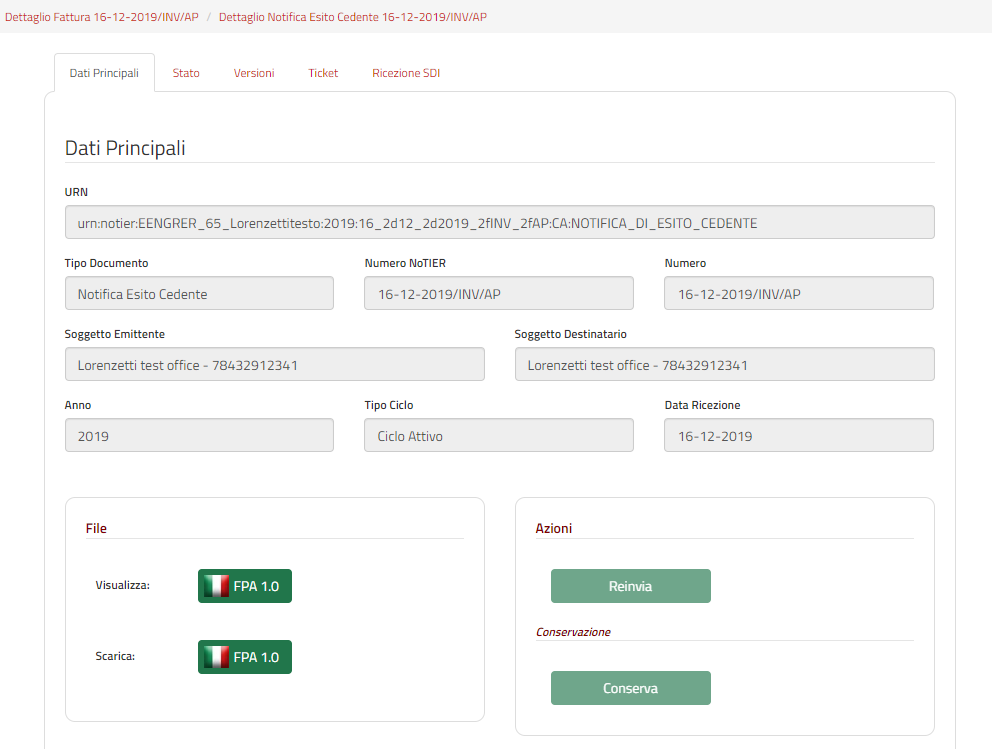 Dettaglio Fattura 16-12-2019/INV/AP / Dettaglio Notifica Esito Cedente 16-12-2019/INV/AP
Dati Principali Stato Versioni Ticket Ricezione SDI
Dati Principali
URN
urn:notier:EENGRER_65_Lorenzettitesto:2019:16_2d12_2d2019_2fINV_2fAP:CA:NOTIFICA_DI_ESITO_CEDENTE
Tipo Documento Numero NoTIER Numero
Notifica Esito Cedente 16-12-2019/INV/AP 16-12-2019/INV/AP
Soggetto Emittente Soggetto Destinatario
Lorenzetti test office - 78432912341 Lorenzetti test office - 78432912341
Anno Tipo Ciclo Data Ricezione
2019 Ciclo Attivo 16-12-2019
File
Visualizza: FPA 1.0
Scarica: FPA 1.0
Azioni
Reinvia
Conservazione
Conserva